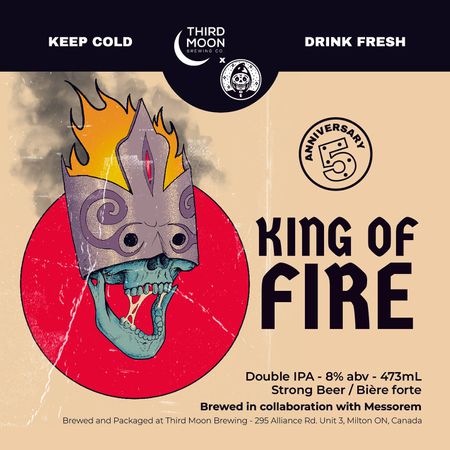 KEEP COLD
THIRD
MOON
BREWING CO.
x
DRINK FRESH
ANNIVERSARY
5
KING OF
FIRE
Double IPA - 8% abv - 473mL
Strong Beer / Bière forte
Brewed in collaboration with Messorem
Brewed and Packaged at Third Moon Brewing - 295 Alliance Rd. Unit 3, Milton ON, Canada